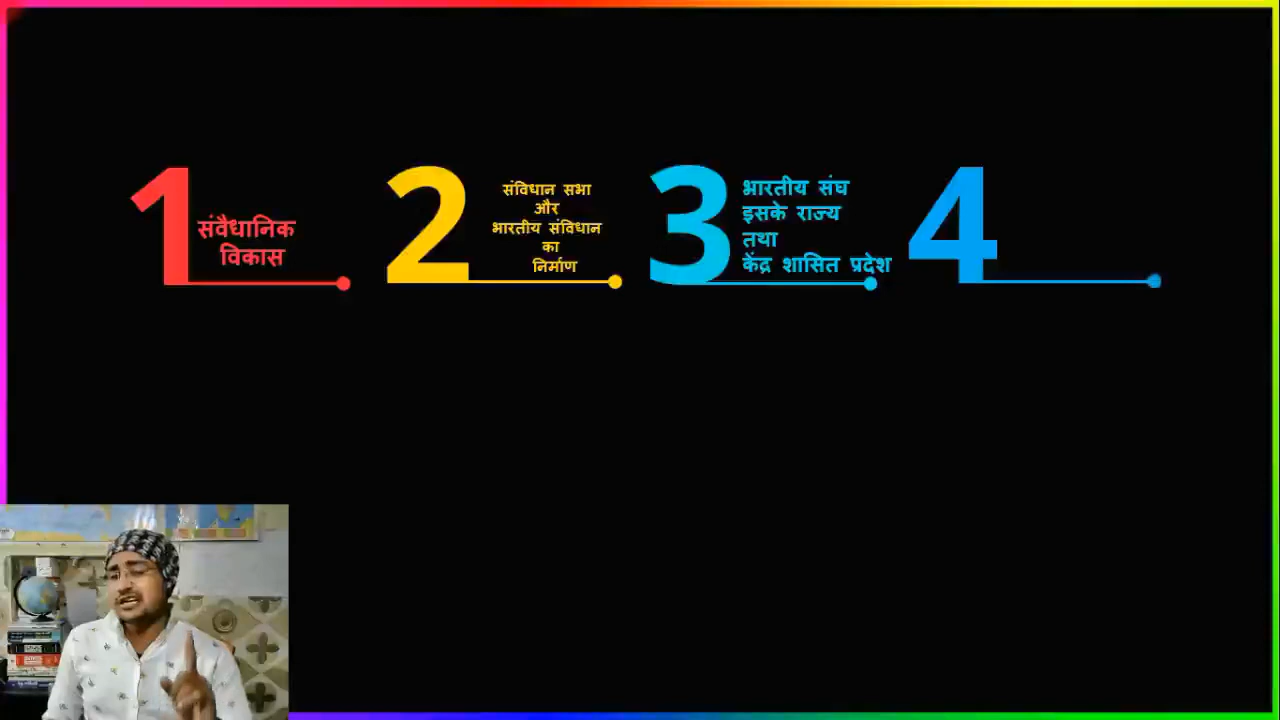 1
संवैधानिक
विकास
2
संविधान सभा
और
भारतीय संविधान
का
निर्माण
3
भारतीय संघ
इसके राज्य
तथा
केंद्र शासित प्रदेश
4